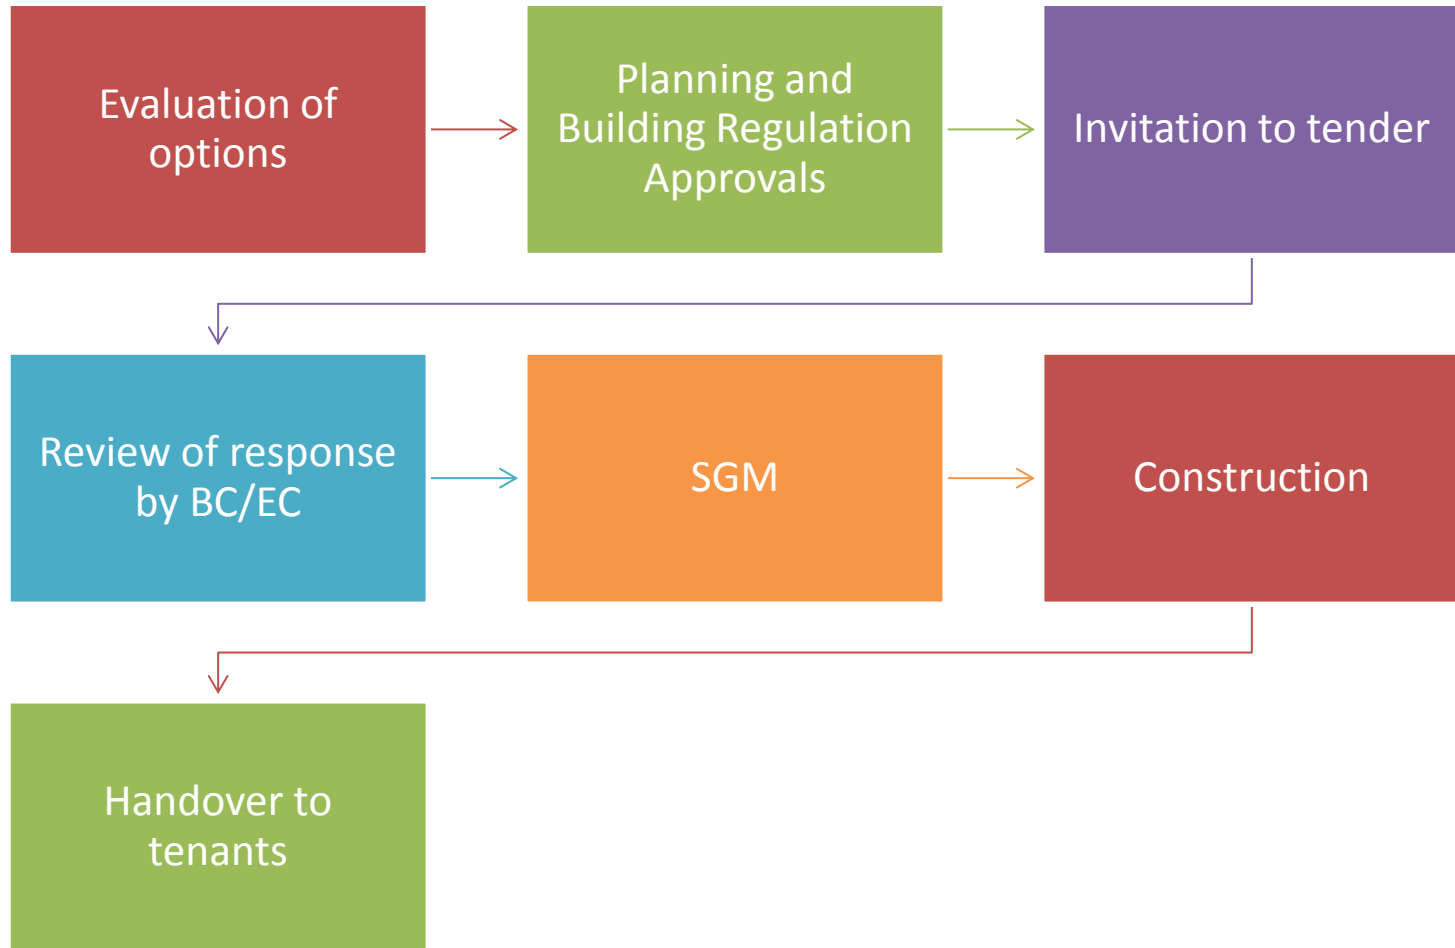 Evaluation of
options
Planning and
Building Regulation
Approvals
Invitation to tender
Review of response
by BC/EC
SGM
Construction
Handover to
tenants